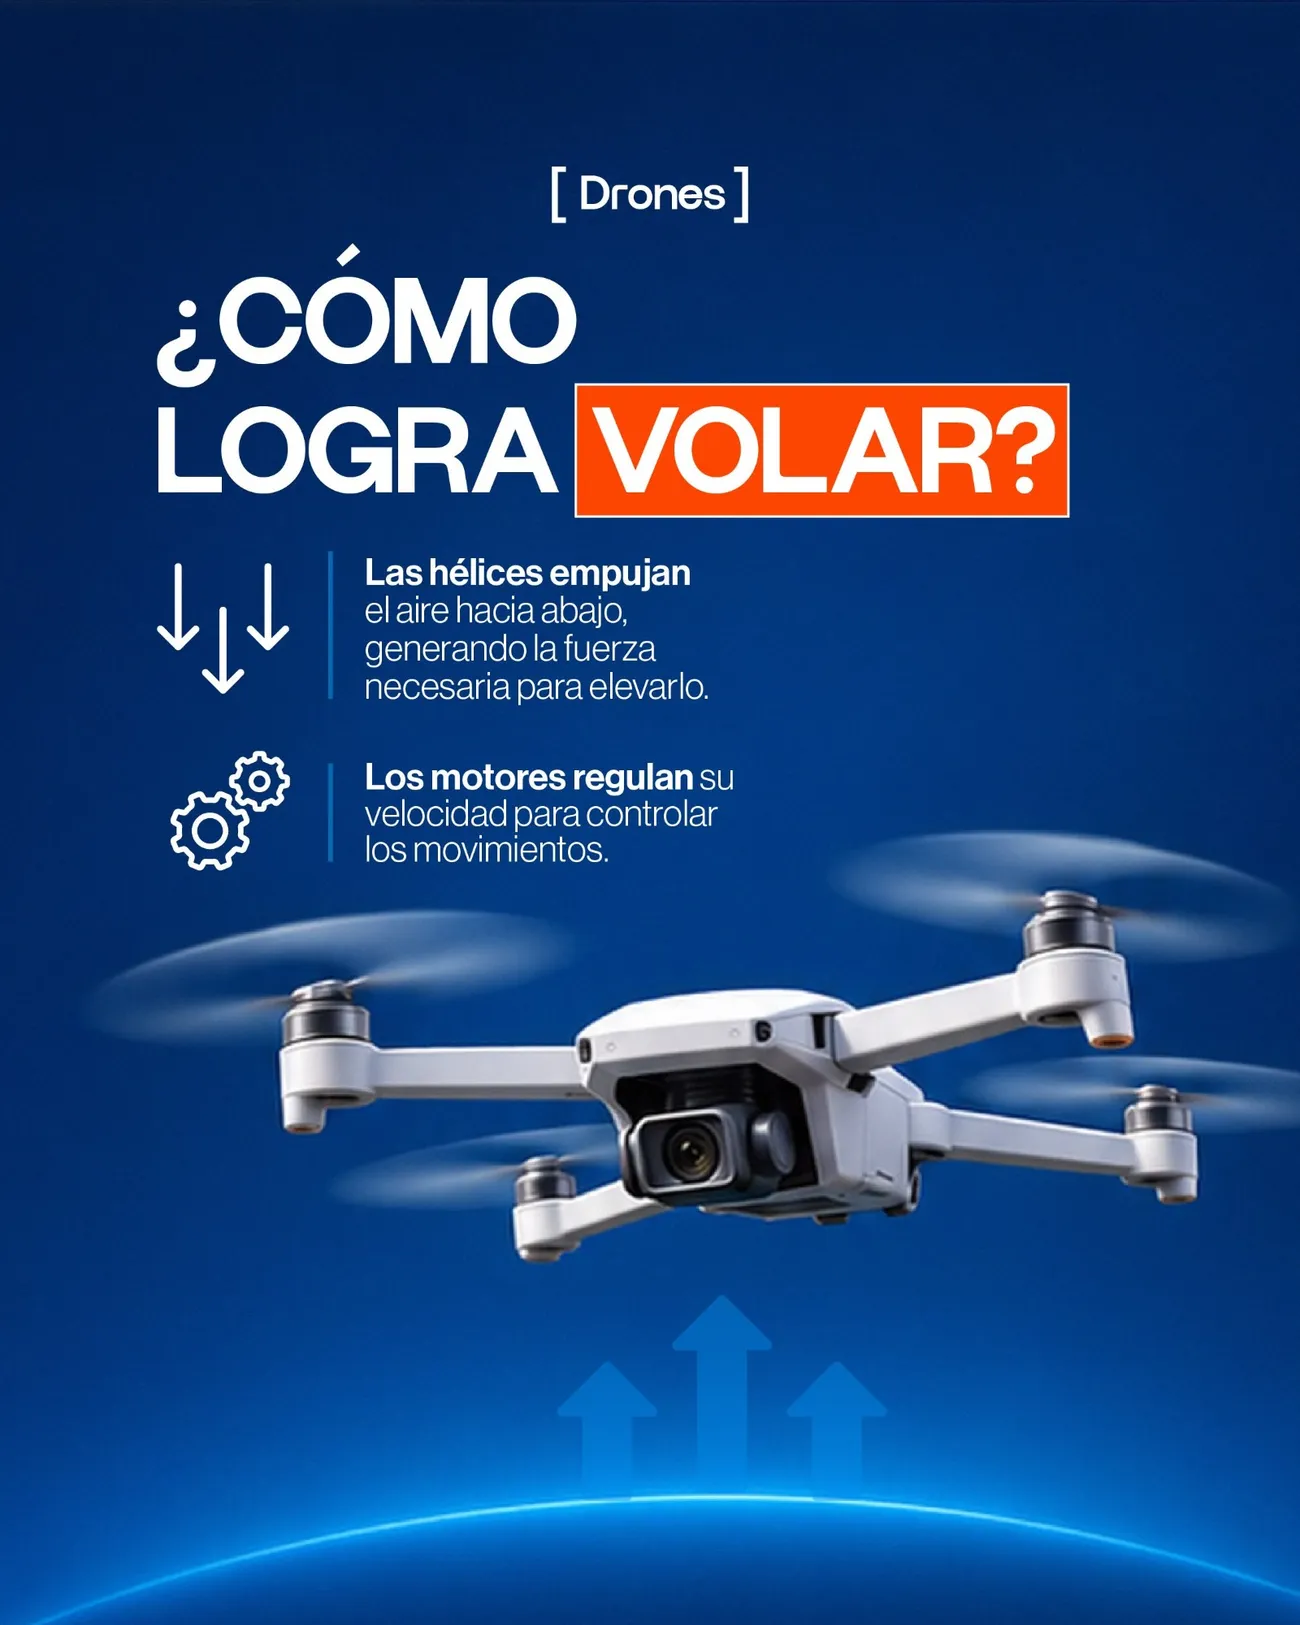 [ Drones ]
¿CÓMO
LOGRA VOLAR?
Las hélices empujan
el aire hacia abajo,
generando la fuerza
necesaria para elevarlo.
Los motores regulan su
velocidad para controlar
los movimientos.